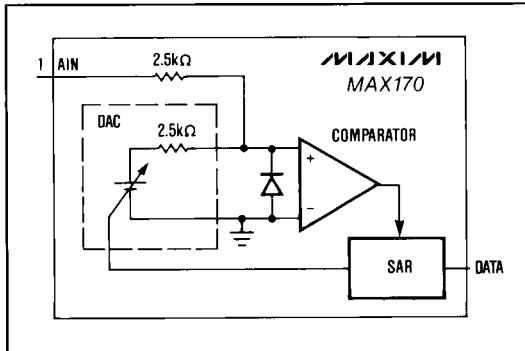 2.5kΩ
1 AIN
MAXIM
MAX170
DAC
2.5kΩ
COMPARATOR
+
−
SAR
DATA